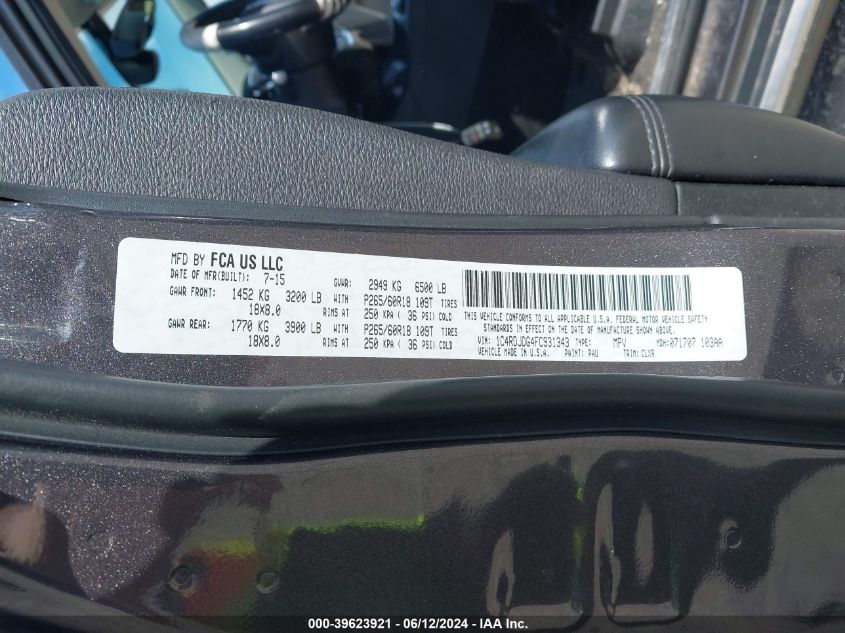 MFD BY FCA US LLC
DATE OF MFR(BUILT): 7-15 GVWR: 2949 KG 6500 LB
GAWR FRONT: 1452 KG 3200 LB WITH P265/60R18 109T TIRES
18X8.0 RIMS AT 250 KPA ( 36 PSI) COLD
GAWR REAR: 1770 KG 3900 LB WITH P265/60R18 109T TIRES
18X8.0 RIMS AT 250 KPA ( 36 PSI) COLD
THIS VEHICLE CONFORMS TO ALL APPLICABLE U.S.A. FEDERAL MOTOR VEHICLE SAFETY
STANDARDS IN EFFECT ON THE DATE OF MANUFACTURE SHOWN ABOVE.
VIN: 1C4RDJDG4FC931343 TYPE: MPV MDH: 071707 103AA
VEHICLE MADE IN U.S.A. PAINT: PAU TRIM: CLX9
000-39623921 - 06/12/2024 - IAA Inc.